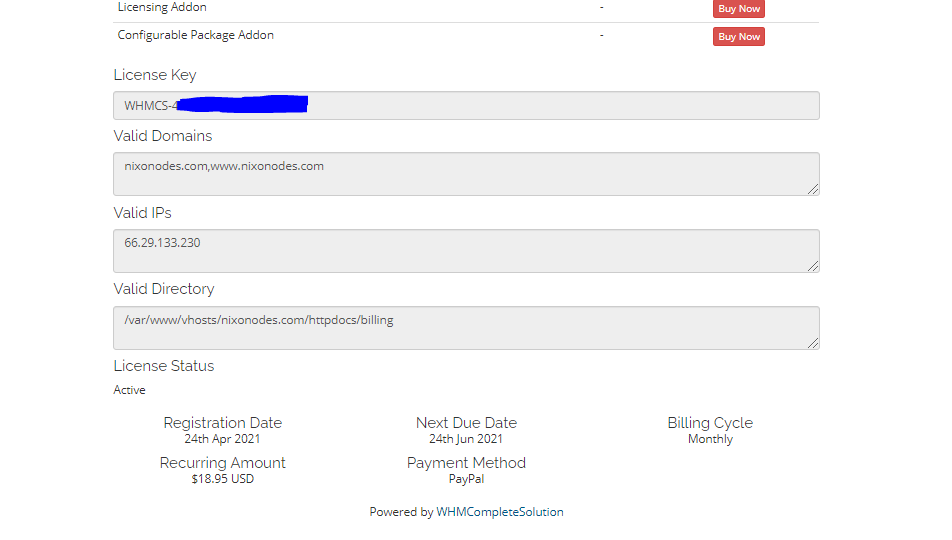 Licensing Addon - Buy Now
Configurable Package Addon - Buy Now
License Key
WHMCS-4
Valid Domains
nixonodes.com,www.nixonodes.com
Valid IPs
66.29.133.230
Valid Directory
/var/www/vhosts/nixonodes.com/httpdocs/billing
License Status
Active
Registration Date Next Due Date Billing Cycle
24th Apr 2021 24th Jun 2021 Monthly
Recurring Amount Payment Method
$18.95 USD PayPal
Powered by WHMCompleteSolution